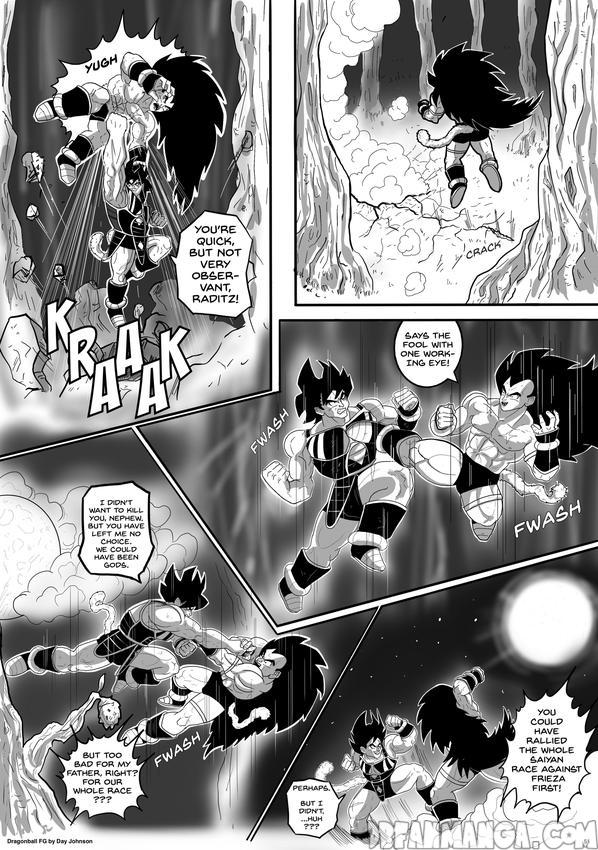 YUGH
YOU'RE
QUICK,
BUT NOT
VERY
OBSER-
VANT,
RADITZ!
KRAAAK
CRACK
SAYS THE
FOOL WITH
ONE WORK-
ING EYE!
FWASH
FWASH
I DIDN'T
WANT TO KILL
YOU, NEPHEW,
BUT YOU HAVE
LEFT ME NO
CHOICE.
WE COULD
HAVE BEEN
GODS.
BUT TOO
BAD FOR MY
FATHER, RIGHT?
FOR OUR
WHOLE RACE
???
FWASH
YOU
COULD
HAVE
RALLIED
THE WHOLE
SAIYAN
RACE AGAINST
FRIEZA
FIRST!
PERHAPS.
BUT I
DIDN'T,
...HUH
???
Dragonball FG by Day Johnson
DREAMMANGA.COM